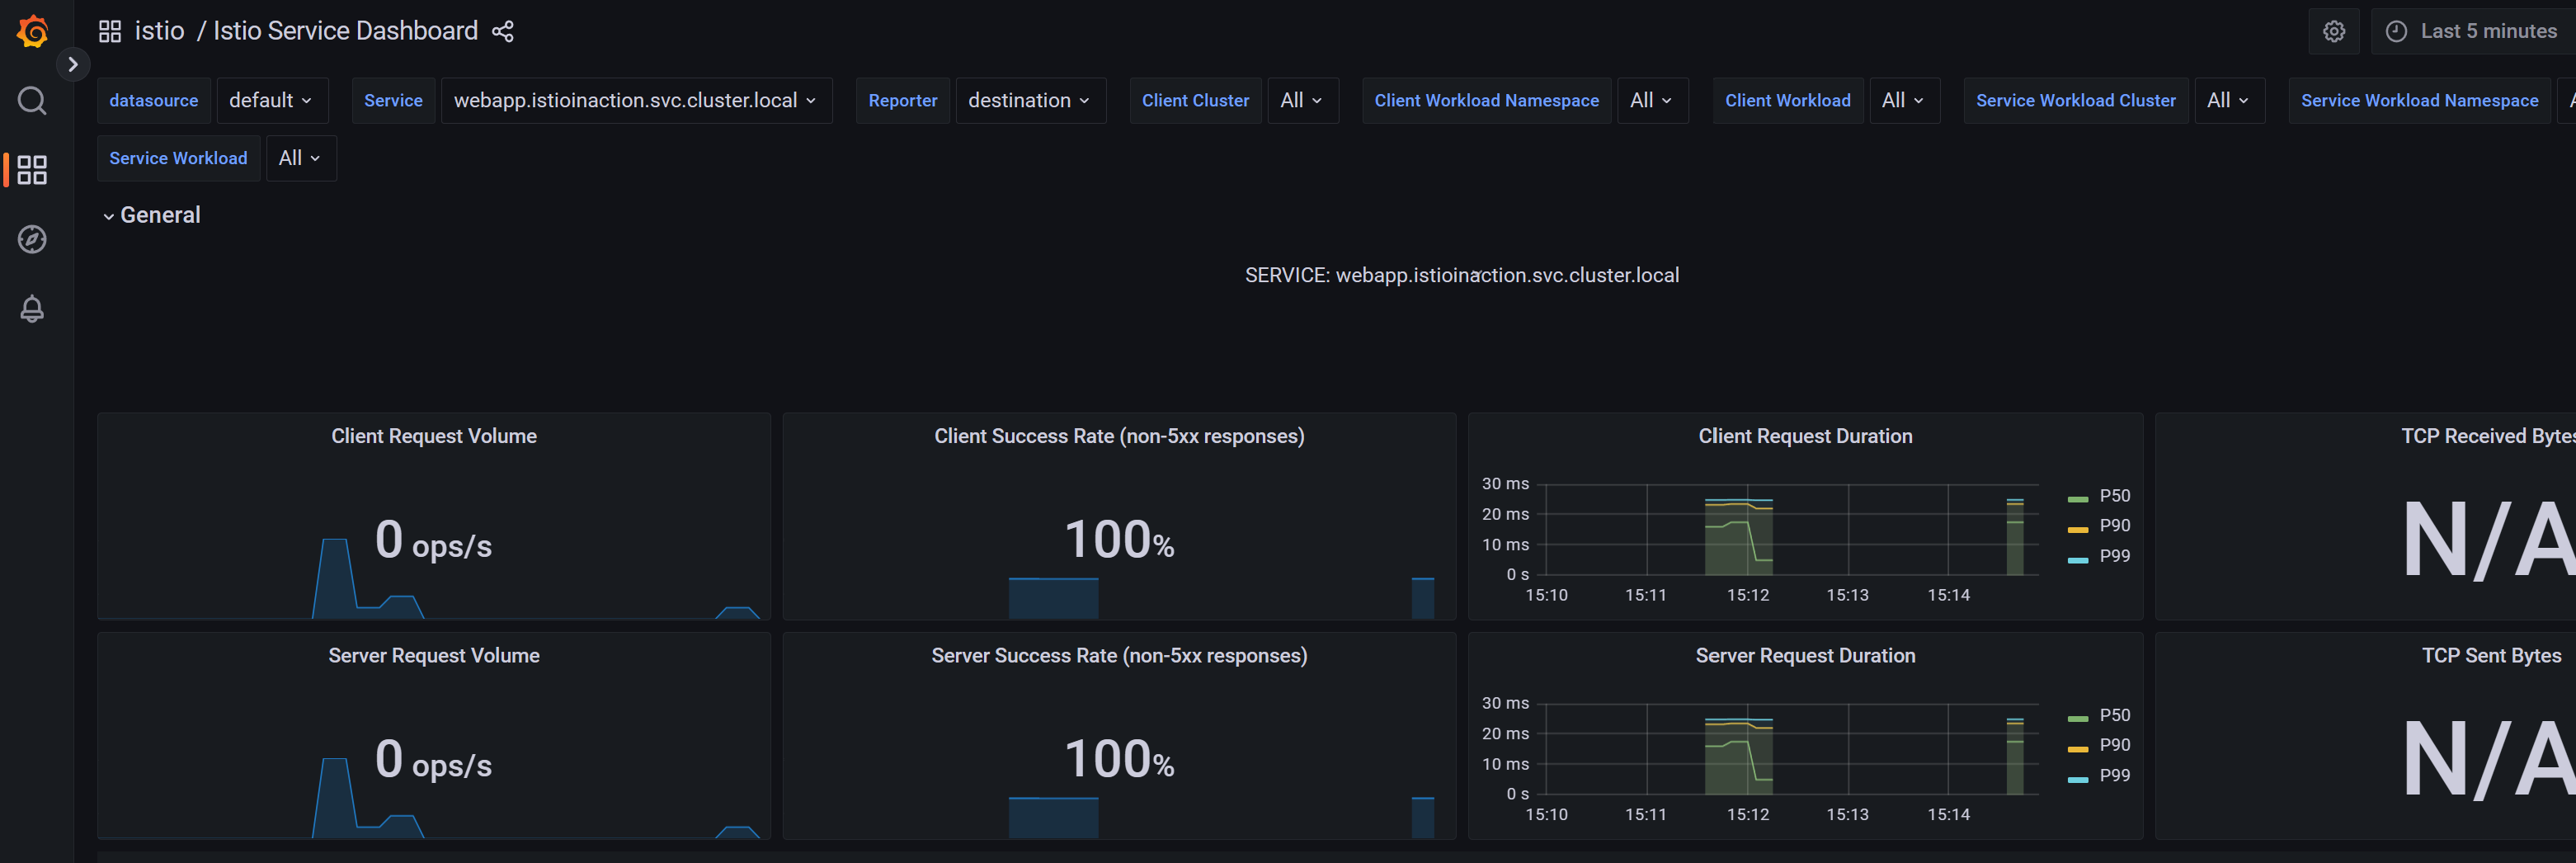 istio / Istio Service Dashboard
Last 5 minutes
datasource default Service webapp.istioinaction.svc.cluster.local Reporter destination Client Cluster All Client Workload Namespace All Client Workload All Service Workload Cluster All Service Workload Namespace
Service Workload All
General
SERVICE: webapp.istioinaction.svc.cluster.local
Client Request Volume
0 ops/s
Client Success Rate (non-5xx responses)
100%
Client Request Duration
30 ms
20 ms
10 ms
0 s
15:10 15:11 15:12 15:13 15:14
P50
P90
P99
TCP Received Bytes
N/A
Server Request Volume
0 ops/s
Server Success Rate (non-5xx responses)
100%
Server Request Duration
30 ms
20 ms
10 ms
0 s
15:10 15:11 15:12 15:13 15:14
P50
P90
P99
TCP Sent Bytes
N/A